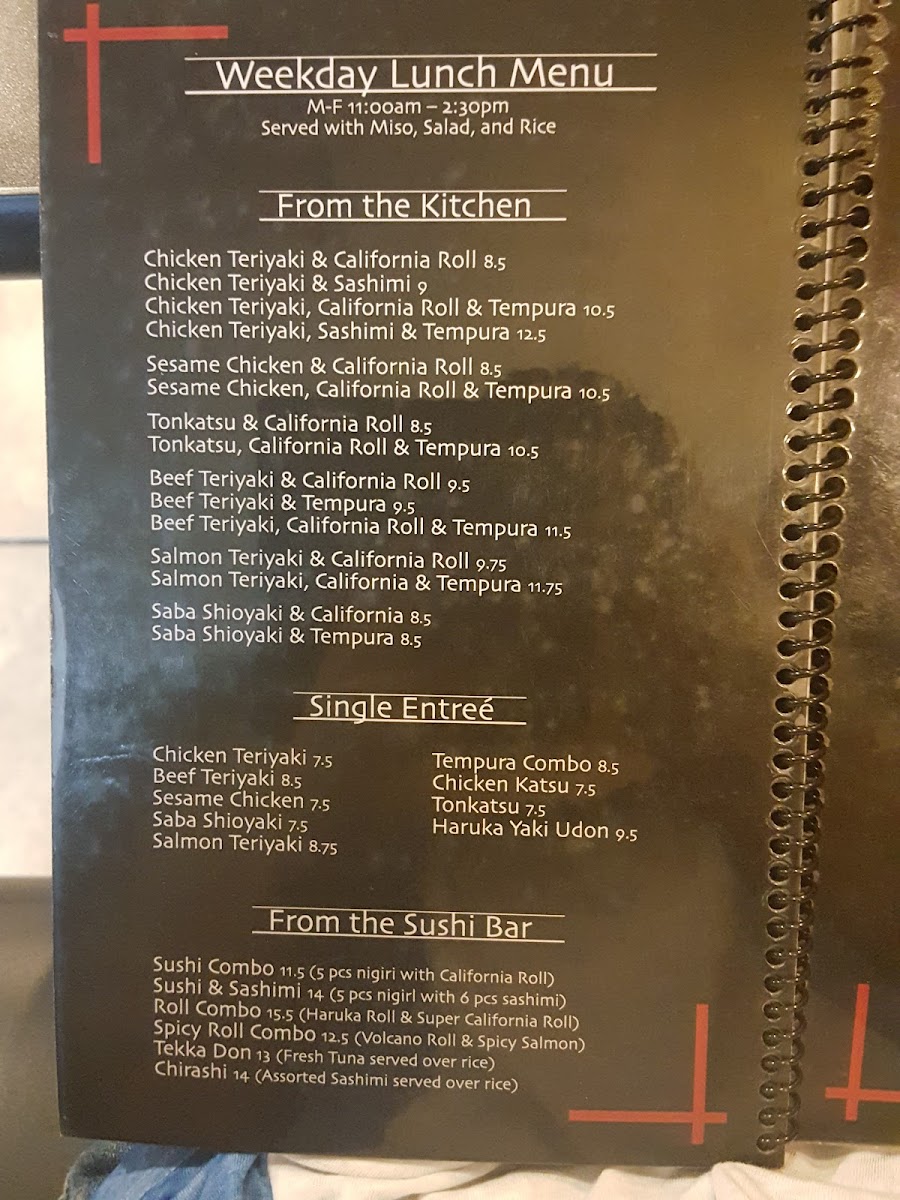 Weekday Lunch Menu
M-F 11:00am – 2:30pm
Served with Miso, Salad, and Rice
From the Kitchen
Chicken Teriyaki & California Roll 8.5
Chicken Teriyaki & Sashimi 9
Chicken Teriyaki, California Roll & Tempura 10.5
Chicken Teriyaki, Sashimi & Tempura 12.5
Sesame Chicken & California Roll 8.5
Sesame Chicken, California Roll & Tempura 10.5
Tonkatsu & California Roll 8.5
Tonkatsu, California Roll & Tempura 10.5
Beef Teriyaki & California Roll 9.5
Beef Teriyaki & Tempura 9.5
Beef Teriyaki, California Roll & Tempura 11.5
Salmon Teriyaki & California Roll 9.75
Salmon Teriyaki, California & Tempura 11.75
Saba Shioyaki & California 8.5
Saba Shioyaki & Tempura 8.5
Single Entreé
Chicken Teriyaki 7.5
Beef Teriyaki 8.5
Sesame Chicken 7.5
Saba Shioyaki 7.5
Salmon Teriyaki 8.75
Tempura Combo 8.5
Chicken Katsu 7.5
Tonkatsu 7.5
Haruka Yaki Udon 9.5
From the Sushi Bar
Sushi Combo 11.5 (5 pcs nigiri with California Roll)
Sushi & Sashimi 14 (5 pcs nigirl with 6 pcs sashimi)
Roll Combo 15.5 (Haruka Roll & Super California Roll)
Spicy Roll Combo 12.5 (Volcano Roll & Spicy Salmon)
Tekka Don 13 (Fresh Tuna served over rice)
Chirashi 14 (Assorted Sashimi served over rice)